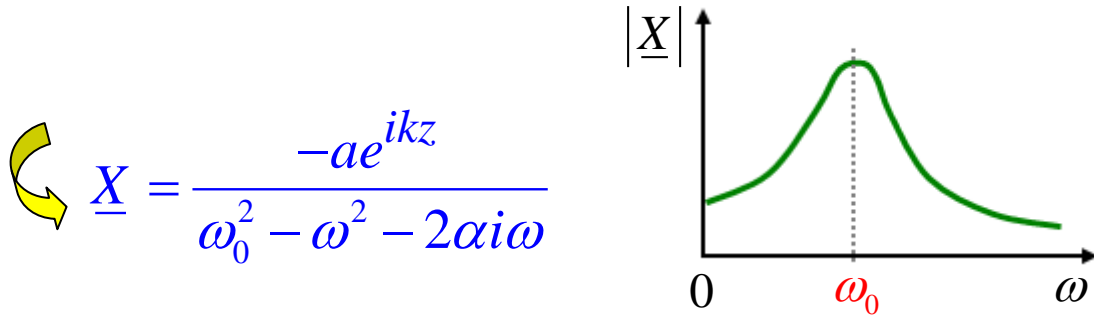 X = −ae^{ikz} / (ω₀² − ω² − 2αiω)
|X|
0 ω₀ ω